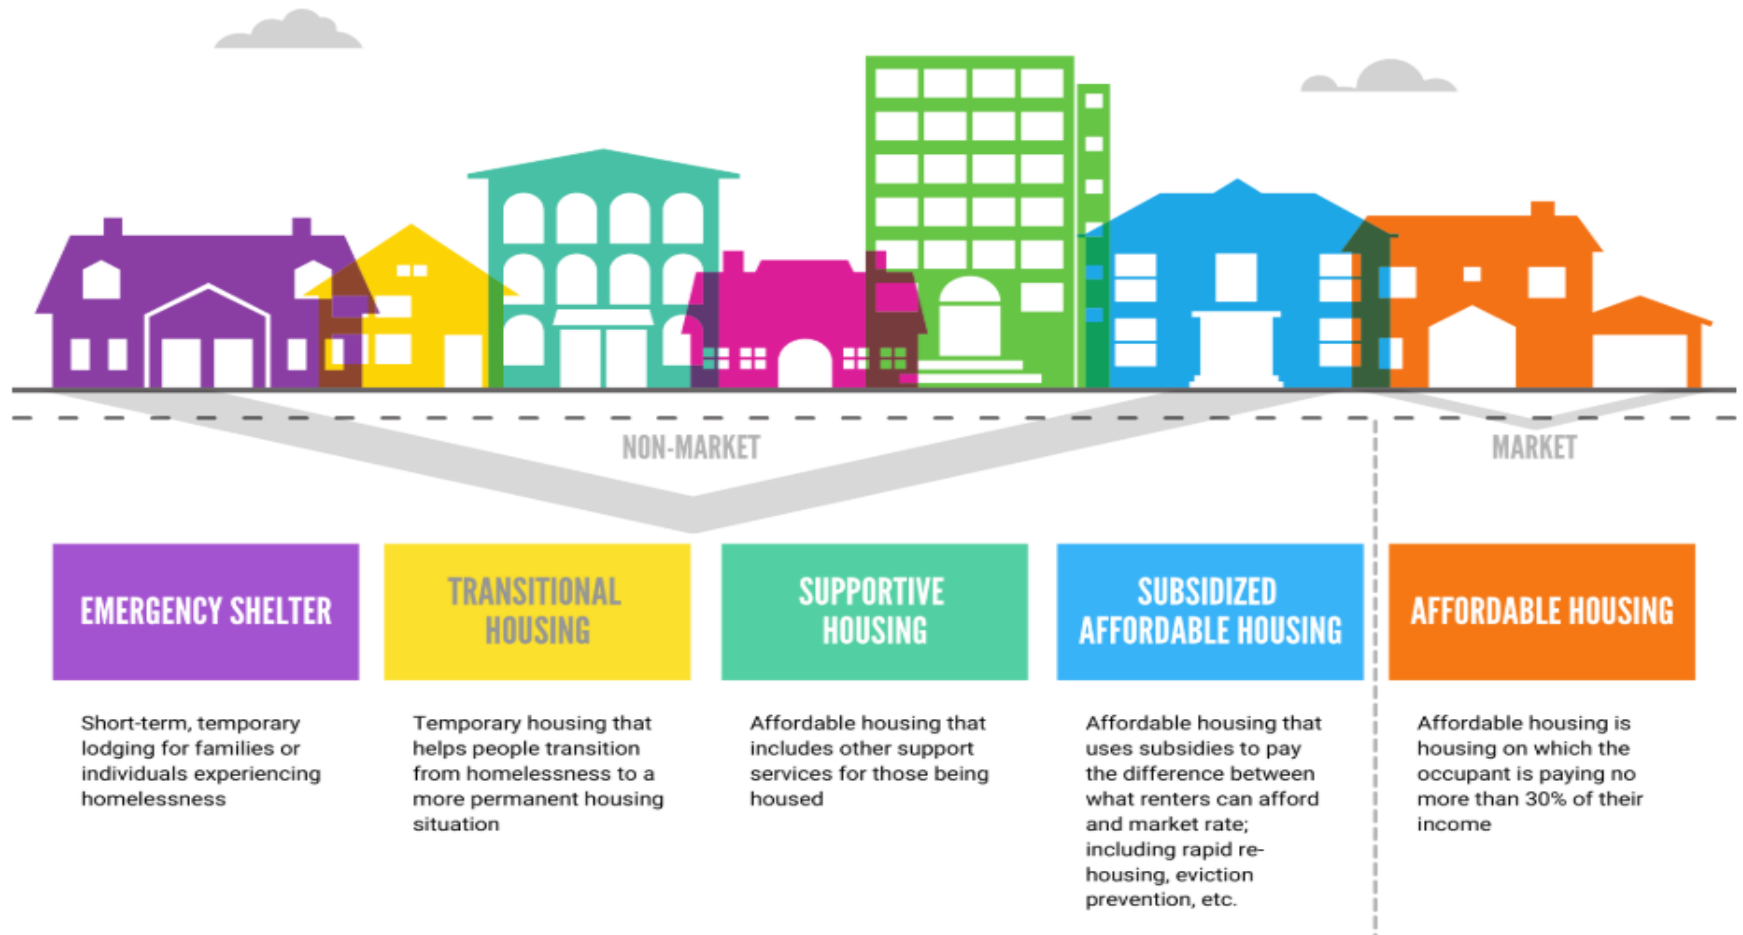 NON-MARKET
MARKET
EMERGENCY SHELTER
Short-term, temporary
lodging for families or
individuals experiencing
homelessness
TRANSITIONAL
HOUSING
Temporary housing that
helps people transition
from homelessness to a
more permanent housing
situation
SUPPORTIVE
HOUSING
Affordable housing that
includes other support
services for those being
housed
SUBSIDIZED
AFFORDABLE HOUSING
Affordable housing that
uses subsidies to pay
the difference between
what renters can afford
and market rate;
including rapid re-
housing, eviction
prevention, etc.
AFFORDABLE HOUSING
Affordable housing is
housing on which the
occupant is paying no
more than 30% of their
income